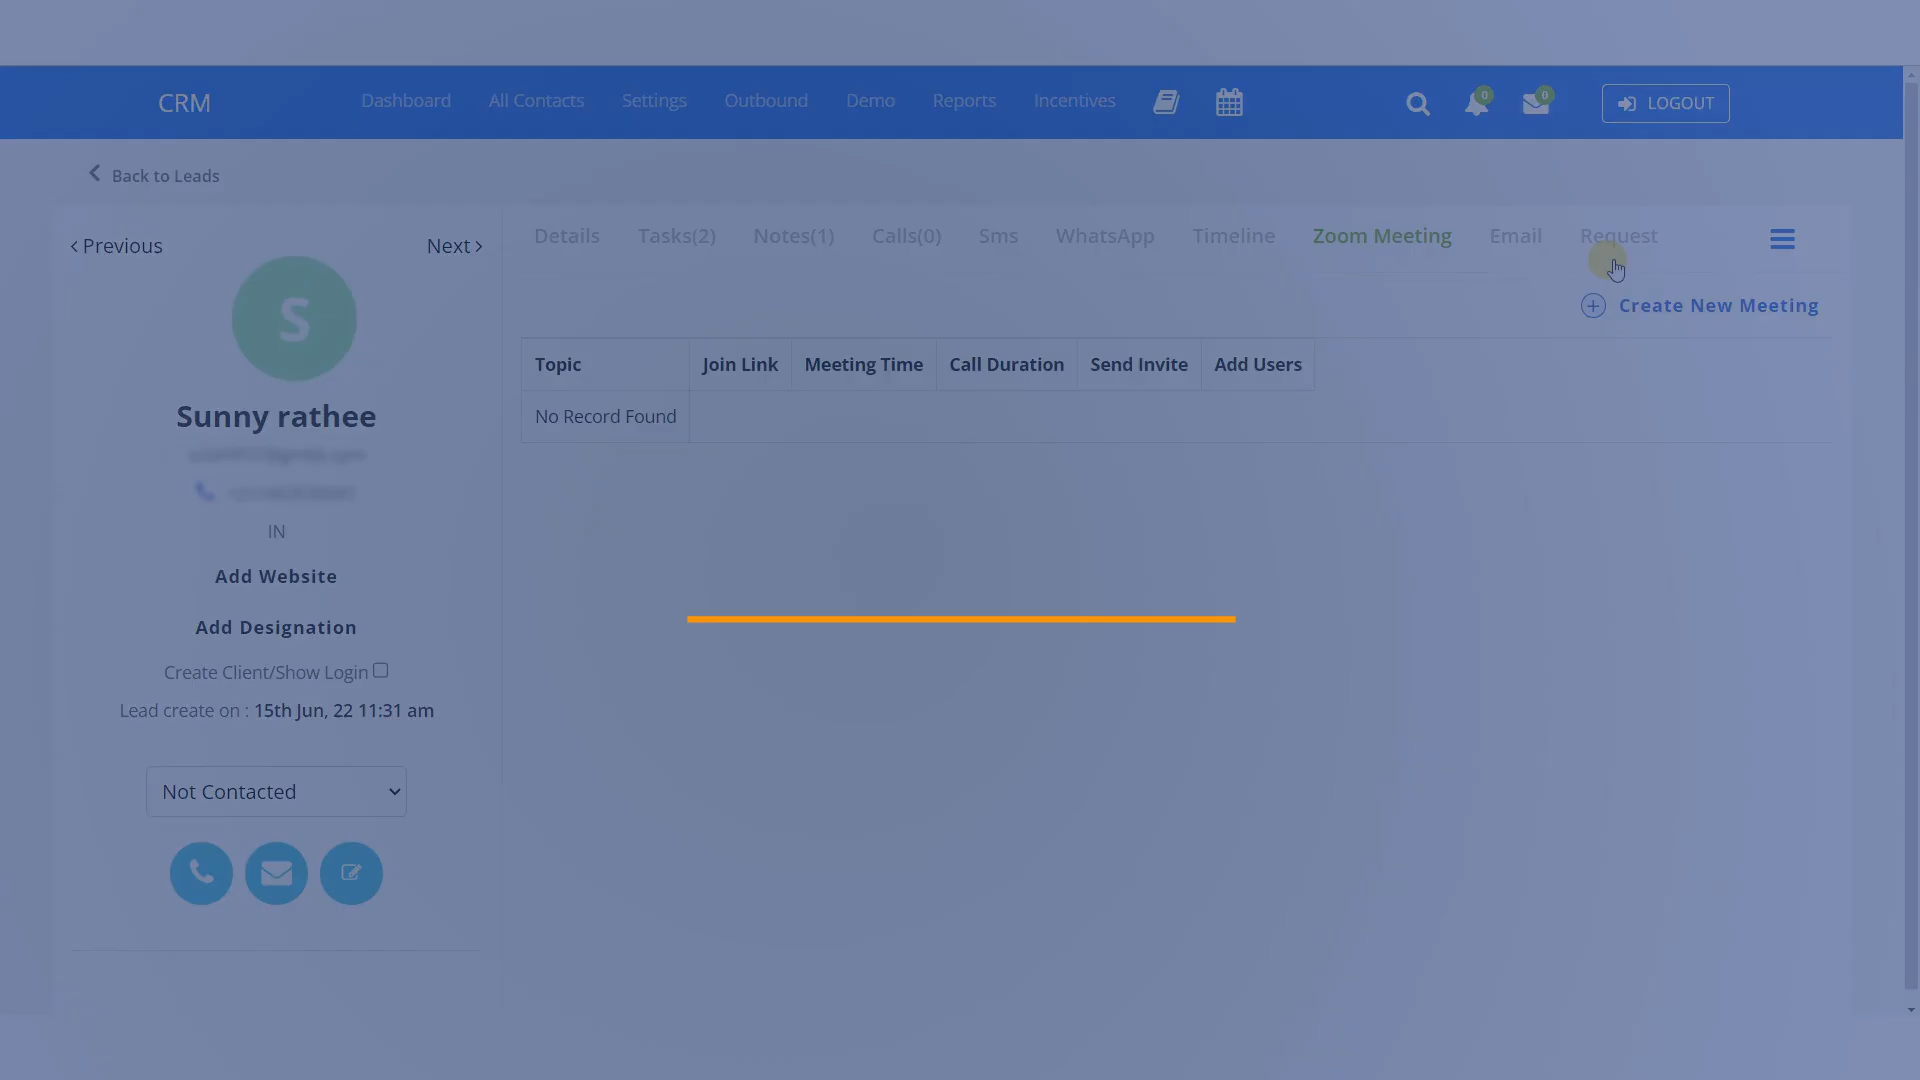 CRM
Dashboard
All Contacts
Settings
Outbound
Demo
Reports
Incentives
0
0
LOGOUT
Back to Leads
Previous
Next
S
Sunny rathee
IN
Add Website
Add Designation
Create Client/Show Login
Lead create on : 15th Jun, 22 11:31 am
Not Contacted
Details
Tasks(2)
Notes(1)
Calls(0)
Sms
WhatsApp
Timeline
Zoom Meeting
Email
Request
Create New Meeting
Topic
Join Link
Meeting Time
Call Duration
Send Invite
Add Users
No Record Found